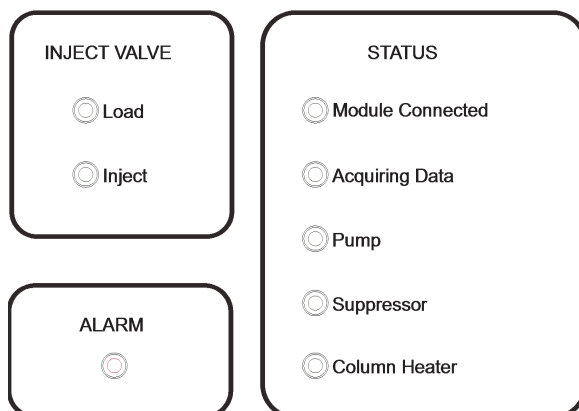 INJECT VALVE
Load
Inject
ALARM
STATUS
Module Connected
Acquiring Data
Pump
Suppressor
Column Heater